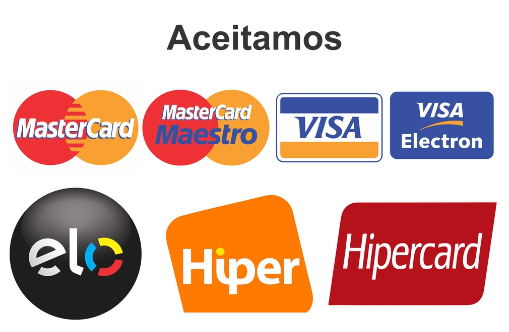 Aceitamos
MasterCard
MasterCard
Maestro
VISA
VISA
Electron
elo
Hiper
Hipercard